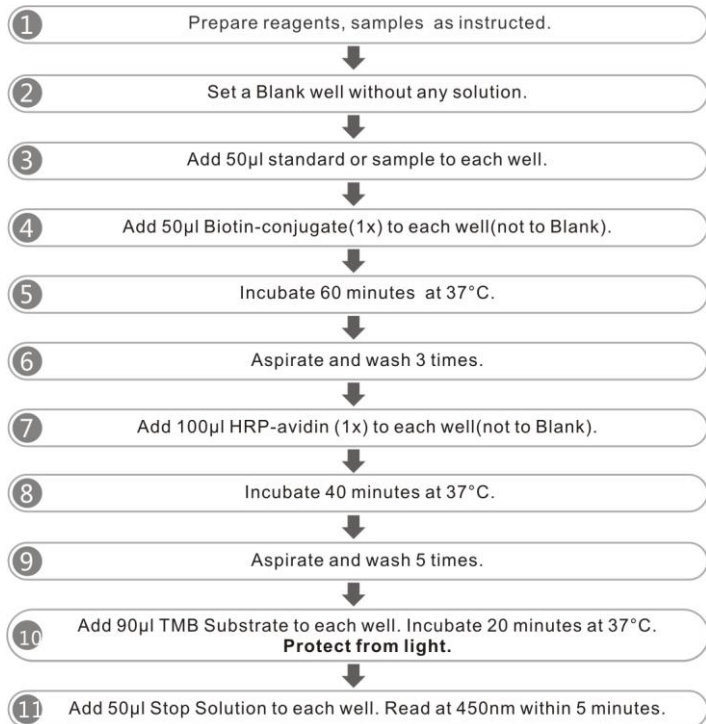 1 Prepare reagents, samples as instructed.
2 Set a Blank well without any solution.
3 Add 50μl standard or sample to each well.
4 Add 50μl Biotin-conjugate(1x) to each well(not to Blank).
5 Incubate 60 minutes at 37°C.
6 Aspirate and wash 3 times.
7 Add 100μl HRP-avidin (1x) to each well(not to Blank).
8 Incubate 40 minutes at 37°C.
9 Aspirate and wash 5 times.
10 Add 90μl TMB Substrate to each well. Incubate 20 minutes at 37°C.
Protect from light.
11 Add 50μl Stop Solution to each well. Read at 450nm within 5 minutes.